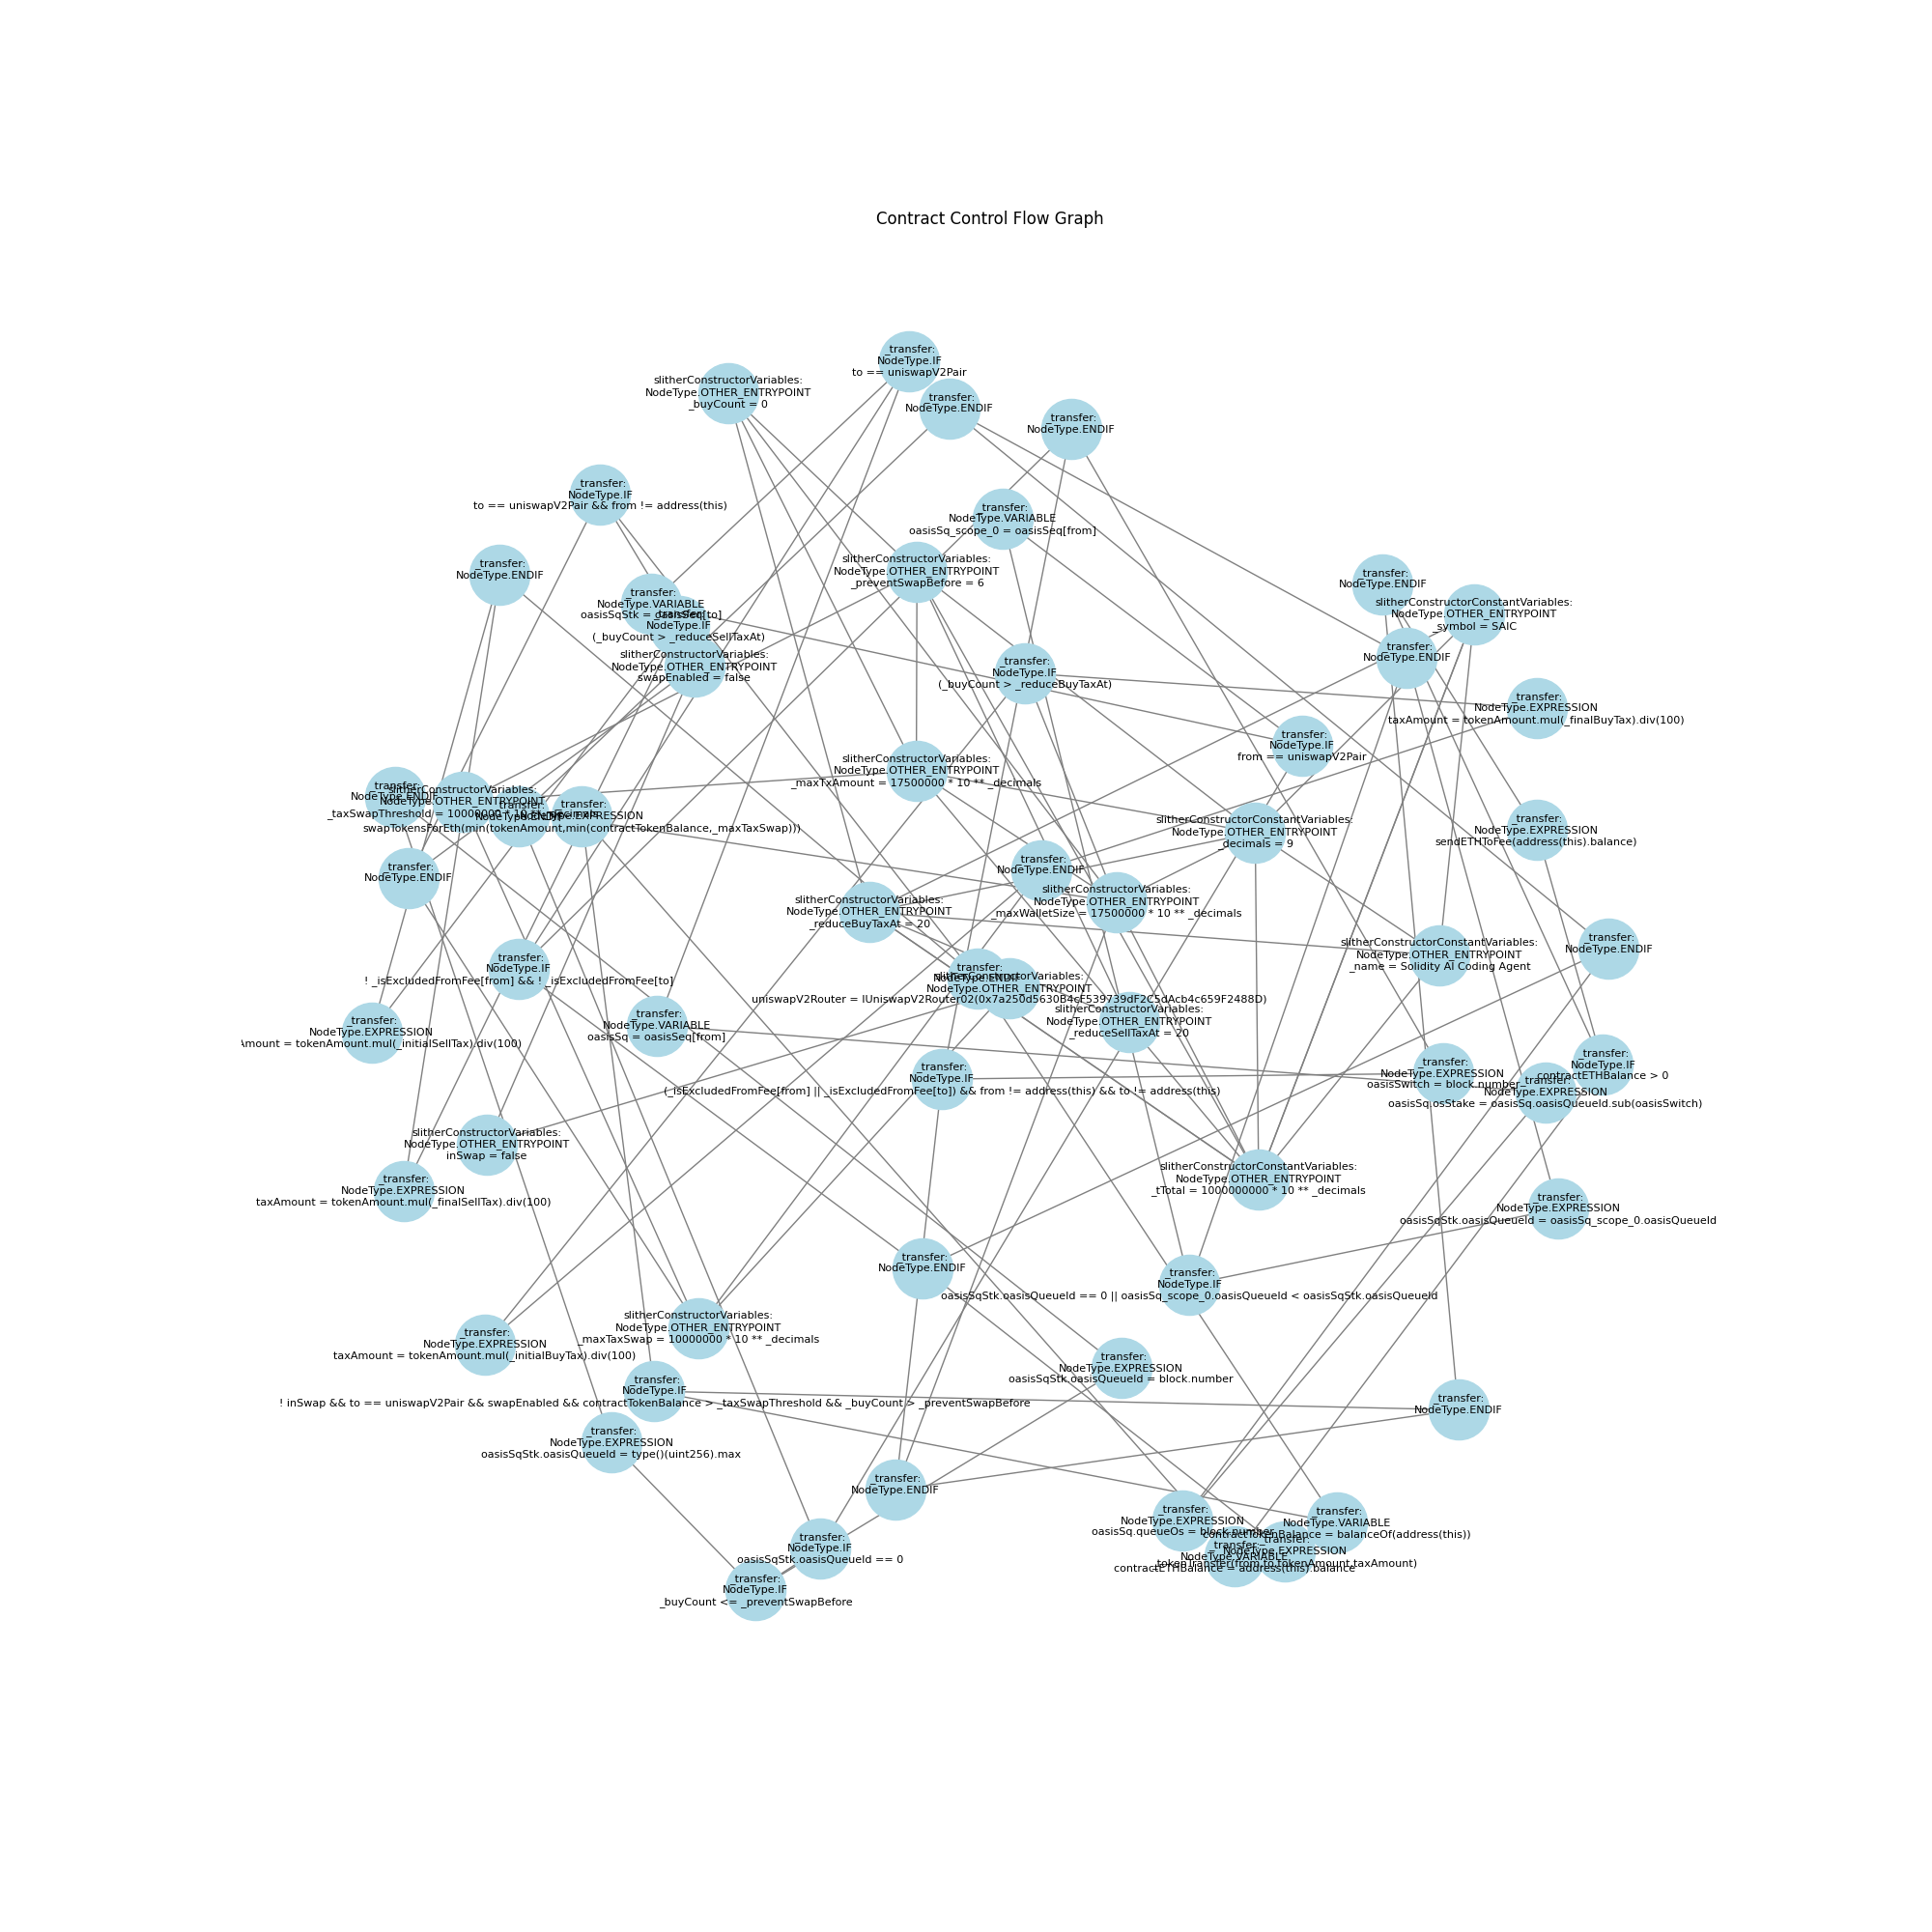 Contract Control Flow Graph
_transfer:
NodeType.IF
to == uniswapV2Pair
slitherConstructorVariables:
NodeType.OTHER_ENTRYPOINT
_buyCount = 0
_transfer:
NodeType.ENDIF
_transfer:
NodeType.ENDIF
_transfer:
NodeType.IF
to == uniswapV2Pair && from != address(this)
_transfer:
NodeType.VARIABLE
oasisSq_scope_0 = oasisSeq[from]
_transfer:
NodeType.ENDIF
slitherConstructorVariables:
NodeType.OTHER_ENTRYPOINT
_preventSwapBefore = 6
_transfer:
NodeType.ENDIF
_transfer:
NodeType.VARIABLE
oasisSqStk = oasisSeq[to]
_transfer:
NodeType.IF
(_buyCount > _reduceSellTaxAt)
slitherConstructorConstantVariables:
NodeType.OTHER_ENTRYPOINT
_symbol = SAIC
slitherConstructorVariables:
NodeType.OTHER_ENTRYPOINT
swapEnabled = false
_transfer:
NodeType.IF
(_buyCount > _reduceBuyTaxAt)
_transfer:
NodeType.ENDIF
_transfer:
NodeType.EXPRESSION
taxAmount = tokenAmount.mul(_finalBuyTax).div(100)
_transfer:
NodeType.IF
from == uniswapV2Pair
slitherConstructorVariables:
NodeType.OTHER_ENTRYPOINT
_maxTxAmount = 17500000 * 10 ** _decimals
_transfer:
NodeType.ENDIF
slitherConstructorVariables:
NodeType.OTHER_ENTRYPOINT
_taxSwapThreshold = 10000000 * 10 ** _decimals
_transfer:
NodeType.ENDIF
_transfer:
NodeType.EXPRESSION
swapTokensForEth(min(tokenAmount,min(contractTokenBalance,_maxTaxSwap)))
slitherConstructorConstantVariables:
NodeType.OTHER_ENTRYPOINT
_decimals = 9
_transfer:
NodeType.EXPRESSION
sendETHToFee(address(this).balance)
_transfer:
NodeType.ENDIF
_transfer:
NodeType.ENDIF
slitherConstructorVariables:
NodeType.OTHER_ENTRYPOINT
_maxWalletSize = 17500000 * 10 ** _decimals
slitherConstructorVariables:
NodeType.OTHER_ENTRYPOINT
_reduceBuyTaxAt = 20
slitherConstructorConstantVariables:
NodeType.OTHER_ENTRYPOINT
_name = Solidity AI Coding Agent
_transfer:
NodeType.ENDIF
_transfer:
NodeType.IF
! _isExcludedFromFee[from] && ! _isExcludedFromFee[to]
_transfer:
NodeType.ENDIF
slitherConstructorVariables:
NodeType.OTHER_ENTRYPOINT
uniswapV2Router = IUniswapV2Router02(0x7a250d5630B4cF539739dF2C5dAcb4c659F2488D)
slitherConstructorVariables:
NodeType.OTHER_ENTRYPOINT
_reduceSellTaxAt = 20
_transfer:
NodeType.EXPRESSION
Amount = tokenAmount.mul(_initialSellTax).div(100)
_transfer:
NodeType.VARIABLE
oasisSq = oasisSeq[from]
_transfer:
NodeType.IF
(_isExcludedFromFee[from] || _isExcludedFromFee[to]) && from != address(this) && to != address(this)
_transfer:
NodeType.EXPRESSION
oasisSwitch = block.number
_transfer:
NodeType.IF
contractETHBalance > 0
_transfer:
NodeType.EXPRESSION
oasisSq.osStake = oasisSq.oasisQueueId.sub(oasisSwitch)
slitherConstructorVariables:
NodeType.OTHER_ENTRYPOINT
inSwap = false
_transfer:
NodeType.EXPRESSION
taxAmount = tokenAmount.mul(_finalSellTax).div(100)
slitherConstructorConstantVariables:
NodeType.OTHER_ENTRYPOINT
_tTotal = 1000000000 * 10 ** _decimals
_transfer:
NodeType.EXPRESSION
oasisSqStk.oasisQueueId = oasisSq_scope_0.oasisQueueId
_transfer:
NodeType.ENDIF
_transfer:
NodeType.IF
oasisSqStk.oasisQueueId == 0 || oasisSq_scope_0.oasisQueueId < oasisSqStk.oasisQueueId
slitherConstructorVariables:
NodeType.OTHER_ENTRYPOINT
_maxTaxSwap = 10000000 * 10 ** _decimals
_transfer:
NodeType.EXPRESSION
taxAmount = tokenAmount.mul(_initialBuyTax).div(100)
_transfer:
NodeType.EXPRESSION
oasisSqStk.oasisQueueId = block.number
_transfer:
NodeType.IF
! inSwap && to == uniswapV2Pair && swapEnabled && contractTokenBalance > _taxSwapThreshold && _buyCount > _preventSwapBefore
_transfer:
NodeType.ENDIF
_transfer:
NodeType.EXPRESSION
oasisSqStk.oasisQueueId = type()(uint256).max
_transfer:
NodeType.ENDIF
_transfer:
NodeType.EXPRESSION
oasisSq.queueOs = block.number
_transfer:
NodeType.VARIABLE
contractTokenBalance = balanceOf(address(this))
_transfer:
NodeType.IF
oasisSqStk.oasisQueueId == 0
_transfer:
NodeType.EXPRESSION
_tokenTransfer(from,to,tokenAmount,taxAmount)
_transfer:
NodeType.VARIABLE
contractETHBalance = address(this).balance
_transfer:
NodeType.IF
_buyCount <= _preventSwapBefore